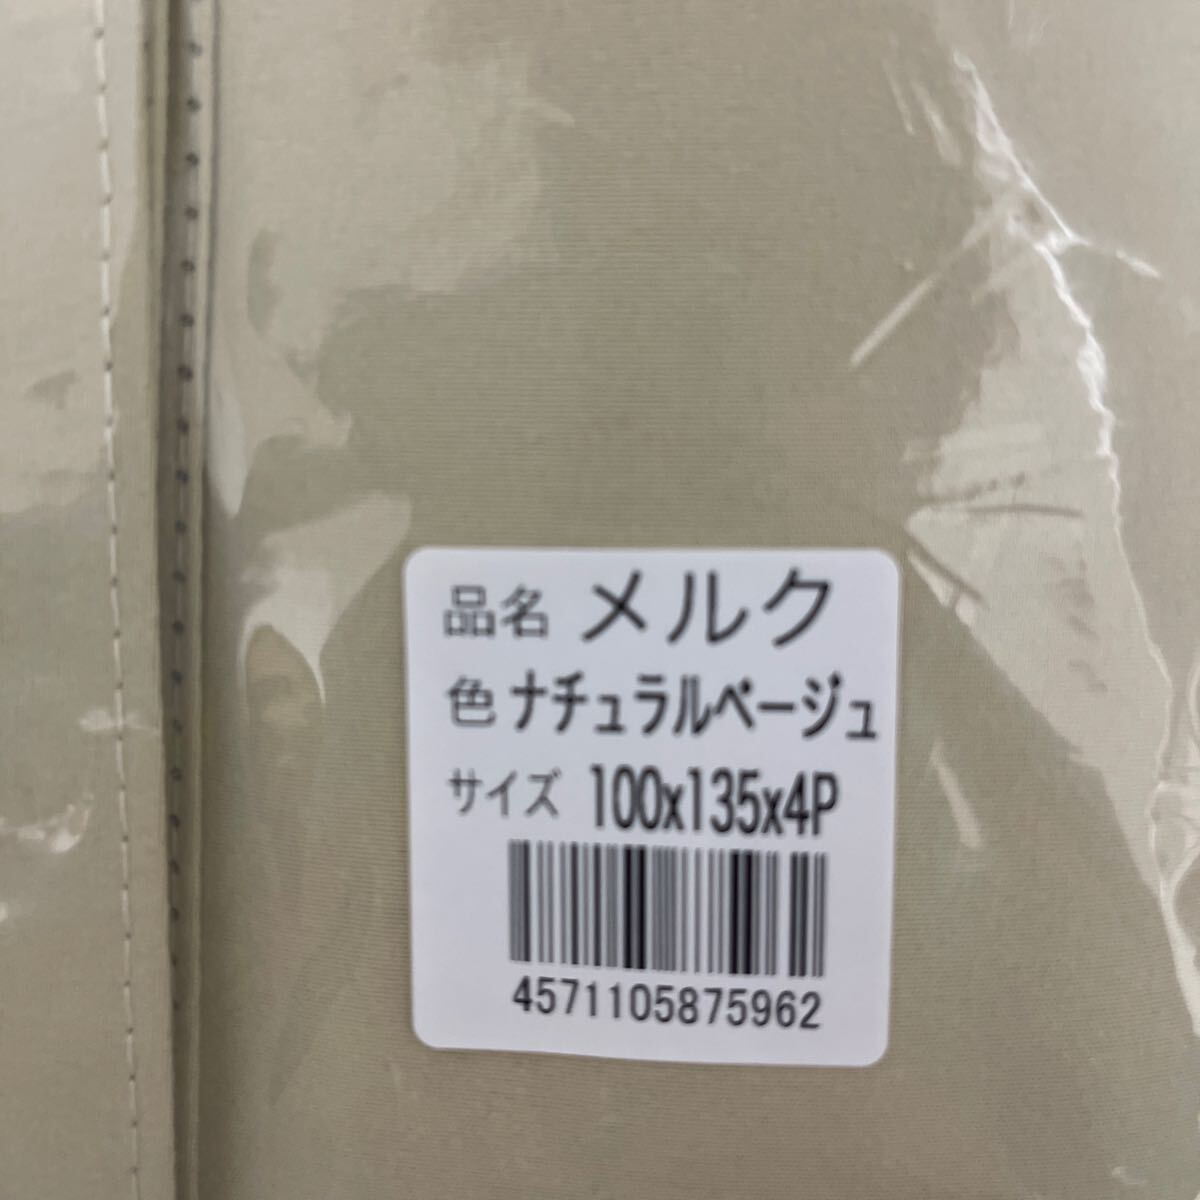 品名 メルク
色 ナチュラルベージュ
サイズ 100x135x4P
4571105875962